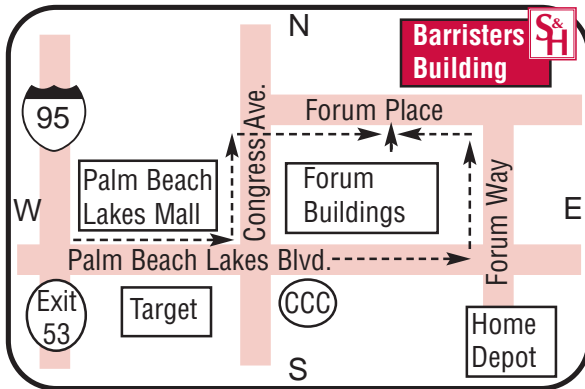 N
Barristers
Building
S&H
95
Forum Place
Congress Ave.
Palm Beach
Lakes Mall
Forum
Buildings
Forum Way
W
E
Palm Beach Lakes Blvd.
Exit
53
Target
CCC
Home
Depot
S